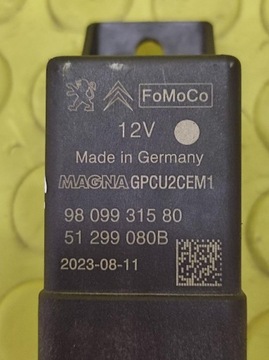 FoMoCo
12V
Made in Germany
MAGNA GPCU2CEM1
98 099 315 80
51 299 080B
2023-08-11